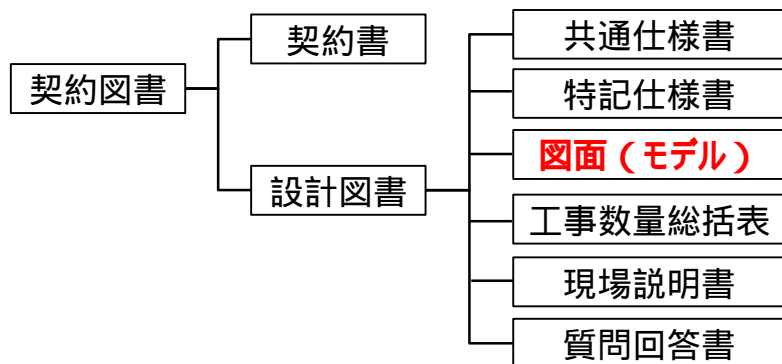 契約図書
契約書
設計図書
共通仕様書
特記仕様書
図面（モデル）
工事数量総括表
現場説明書
質問回答書